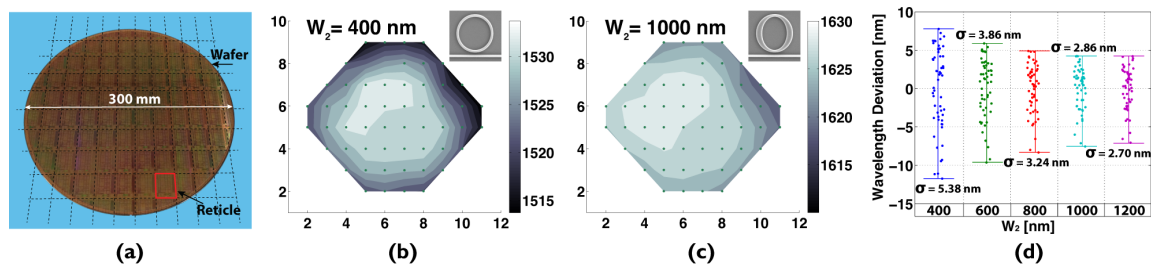 Wafer
300 mm
Reticle
(a)
W₂= 400 nm
10
8
6
4
2
2 4 6 8 10 12
1530
1525
1520
1515
(b)
W₂= 1000 nm
10
8
6
4
2
2 4 6 8 10 12
1630
1625
1620
1615
(c)
Wavelength Deviation [nm]
10
5
0
−5
−10
−15
σ = 3.86 nm
σ = 2.86 nm
σ = 5.38 nm
σ = 3.24 nm
σ = 2.70 nm
400 600 800 1000 1200
W₂ [nm]
(d)